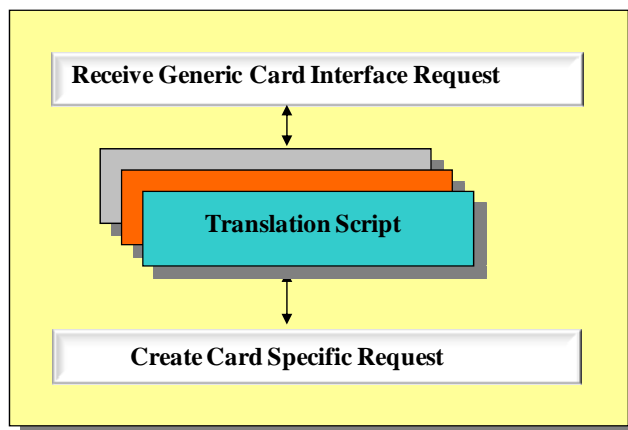 Receive Generic Card Interface Request
Translation Script
Create Card Specific Request